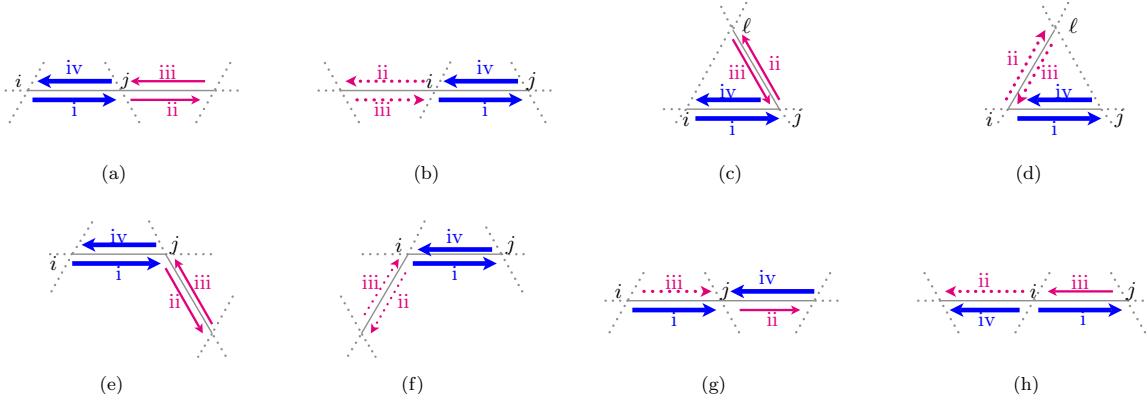 i iv j iii
i ii
ii i iv j
iii i
ℓ
iii ii
iv
i i j
ℓ
ii iii
iv
i i j
(a) (b) (c) (d)
i iv j
i
ii iii
i iv j
i
iii ii
i iii j iv
i ii
ii i iii j
iv i
(e) (f) (g) (h)